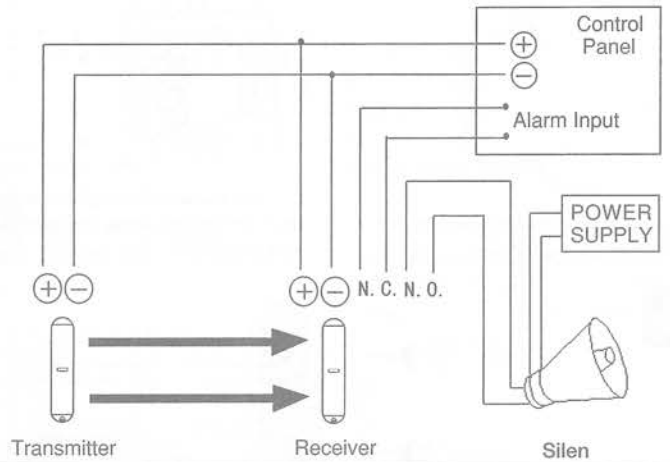 Control
Panel
+
−
Alarm Input
POWER
SUPPLY
+ − + − N. C. N. O.
Transmitter Receiver Silen